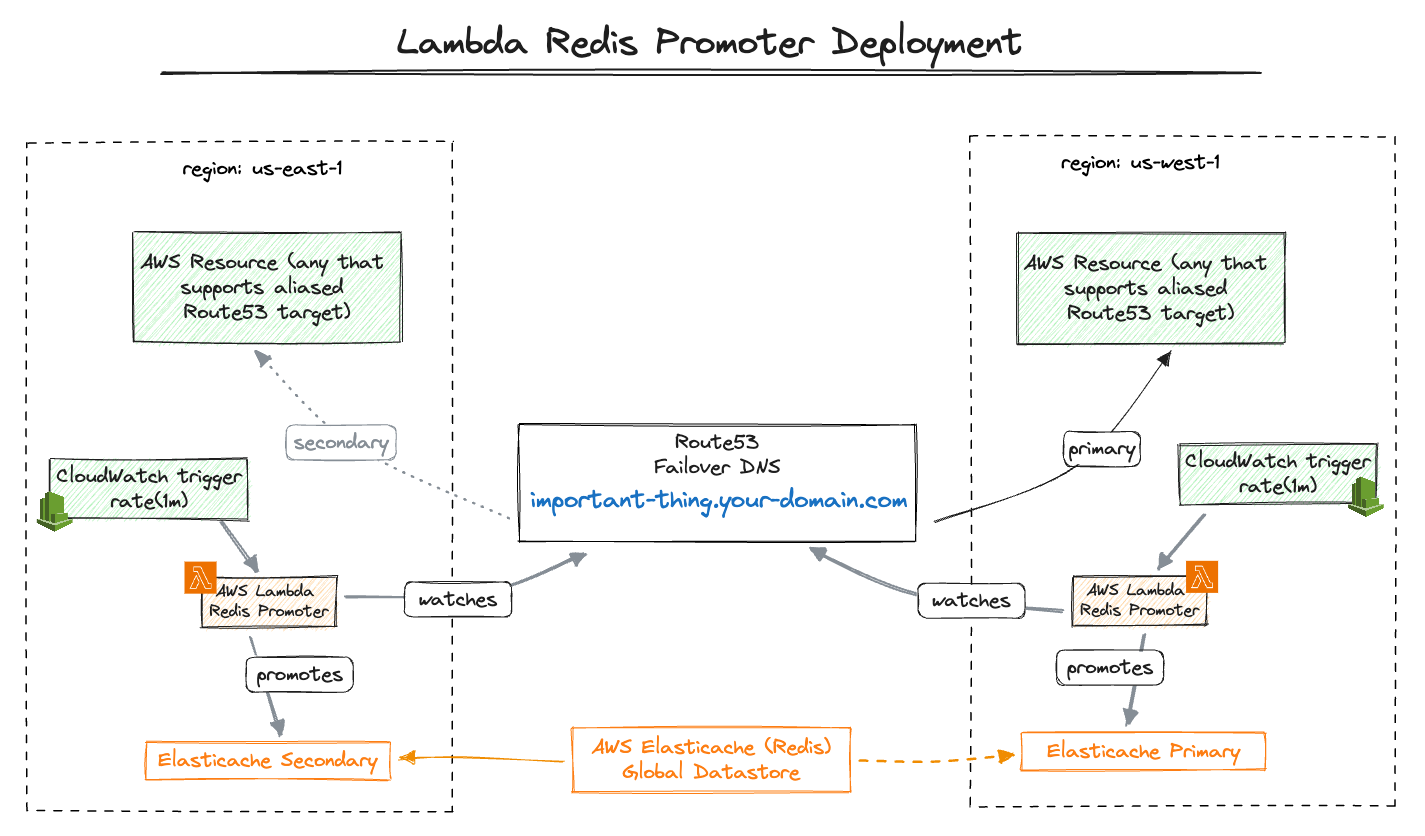 Lambda Redis Promoter Deployment
region: us-east-1
AWS Resource (any that
supports aliased
Route53 target)
secondary
CloudWatch trigger
rate(1m)
AWS Lambda
Redis Promoter
watches
promotes
Elasticache Secondary
Route53
Failover DNS
important-thing.your-domain.com
AWS Elasticache (Redis)
Global Datastore
region: us-west-1
AWS Resource (any that
supports aliased
Route53 target)
primary
CloudWatch trigger
rate(1m)
AWS Lambda
Redis Promoter
watches
promotes
Elasticache Primary